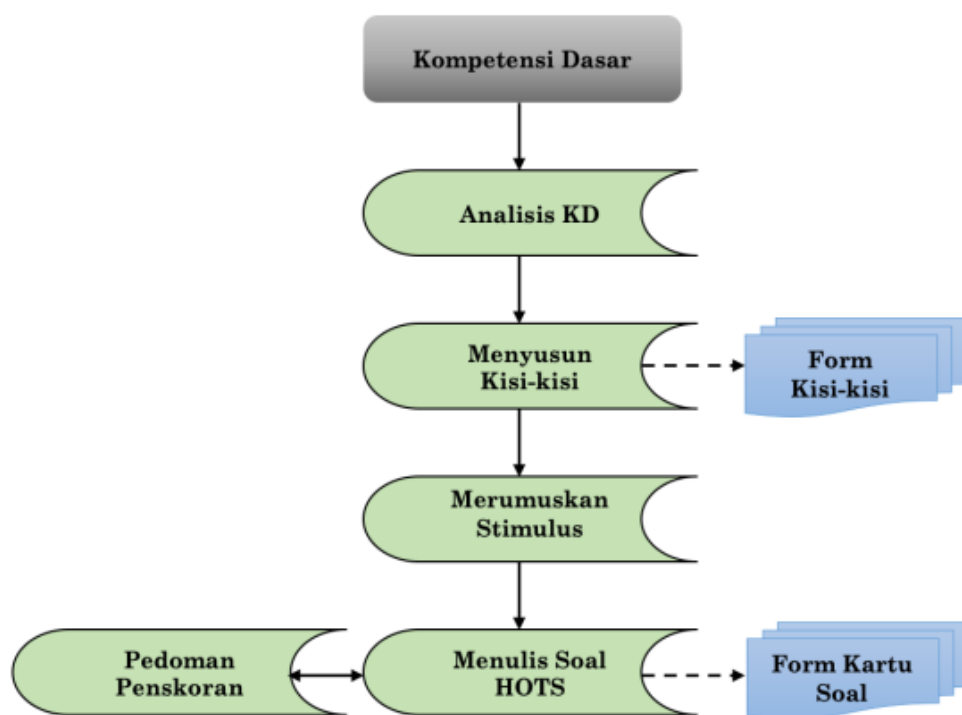 Kompetensi Dasar
Analisis KD
Menyusun
Kisi-kisi
Form
Kisi-kisi
Merumuskan
Stimulus
Pedoman
Penskoran
Menulis Soal
HOTS
Form Kartu
Soal